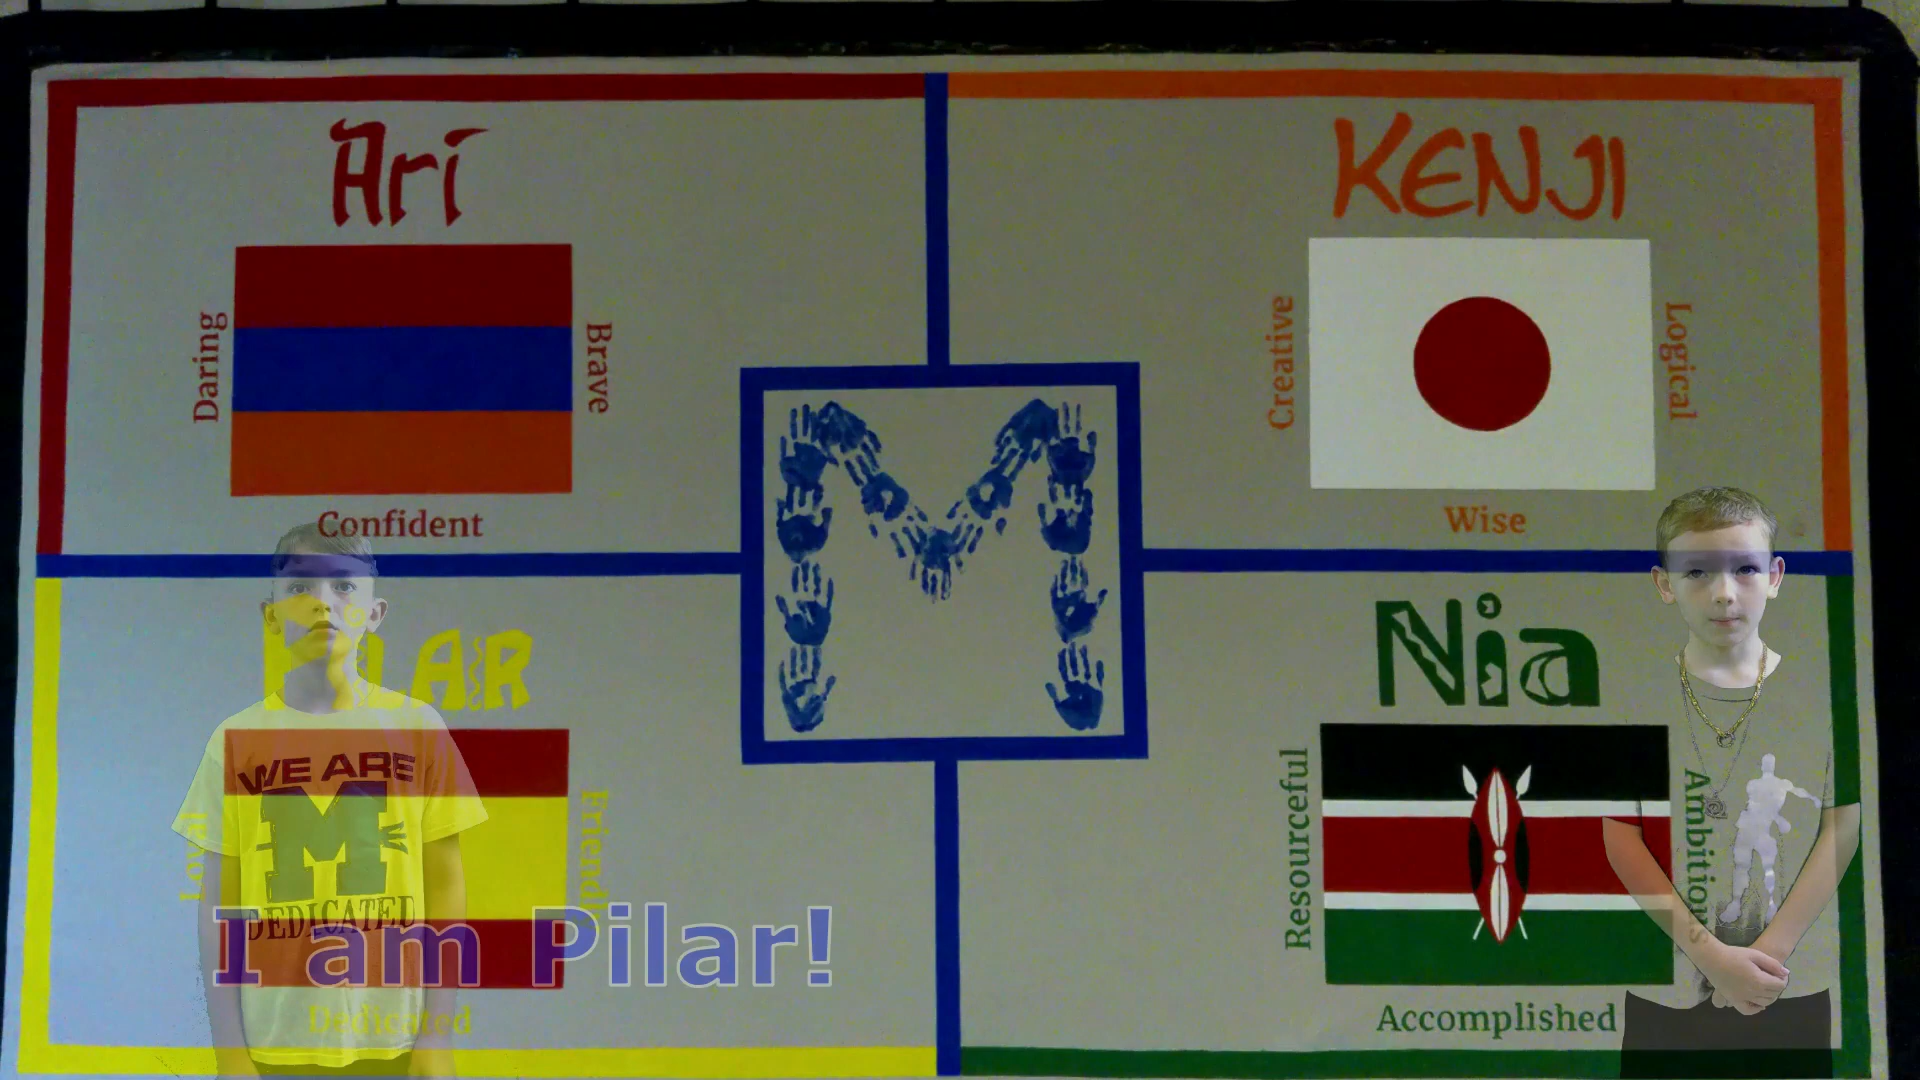 Ari
KENJI
Daring
Brave
Confident
Creative
Logical
Wise
M
PILAR
Nia
WE ARE
M
DEDICATED
Loyal
Friendly
I am Pilar!
Dedicated
Resourceful
Ambitious
Accomplished